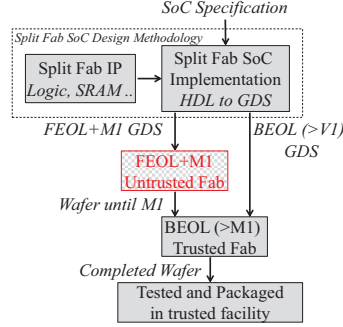 SoC Specification
Split Fab SoC Design Methodology
Split Fab IP
Logic, SRAM ..
Split Fab SoC
Implementation
HDL to GDS
FEOL+M1 GDS
BEOL (>V1)
GDS
FEOL+M1
Untrusted Fab
Wafer until M1
BEOL (>M1)
Trusted Fab
Completed Wafer
Tested and Packaged
in trusted facility